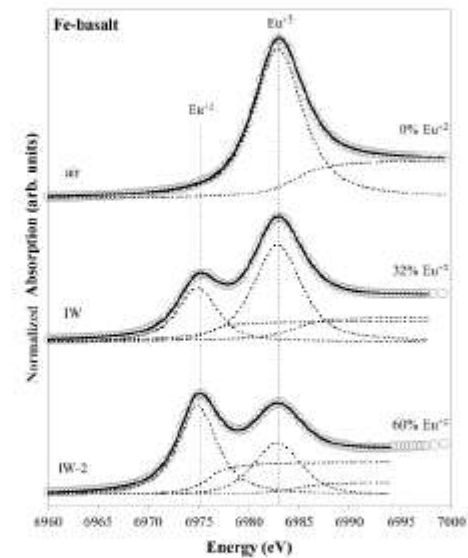 Fe-basalt
Eu⁺³
Eu⁺²
0% Eu⁺²
air
32% Eu⁺²
IW
60% Eu⁺²
IW-2
Normalized Absorption (arb. units)
6960 6965 6970 6975 6980 6985 6990 6995 7000
Energy (eV)